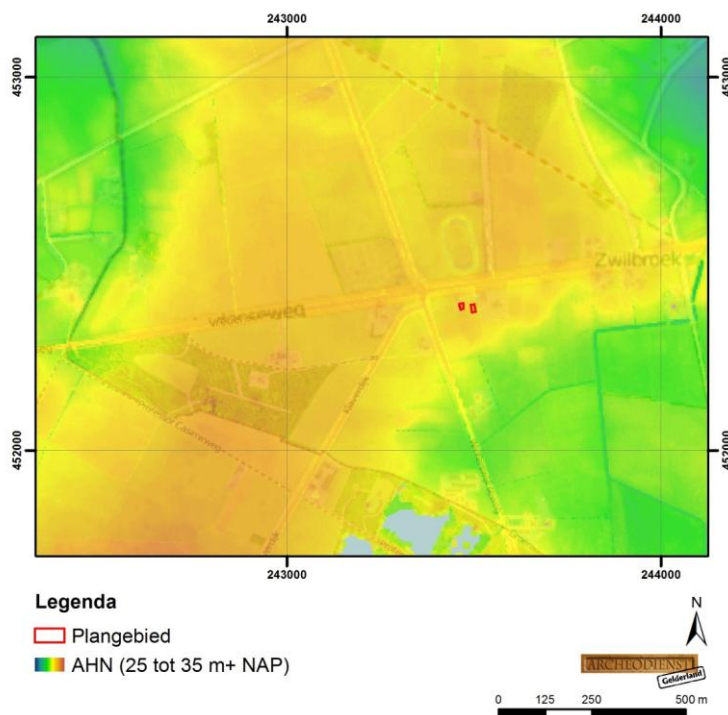 243000 244000
453000 453000
Zwilbroek
452000 452000
243000 244000
Legenda
Plangebied
AHN (25 tot 35 m+ NAP)
N
ARCHEODIENST
Gelderland
0 125 250 500 m